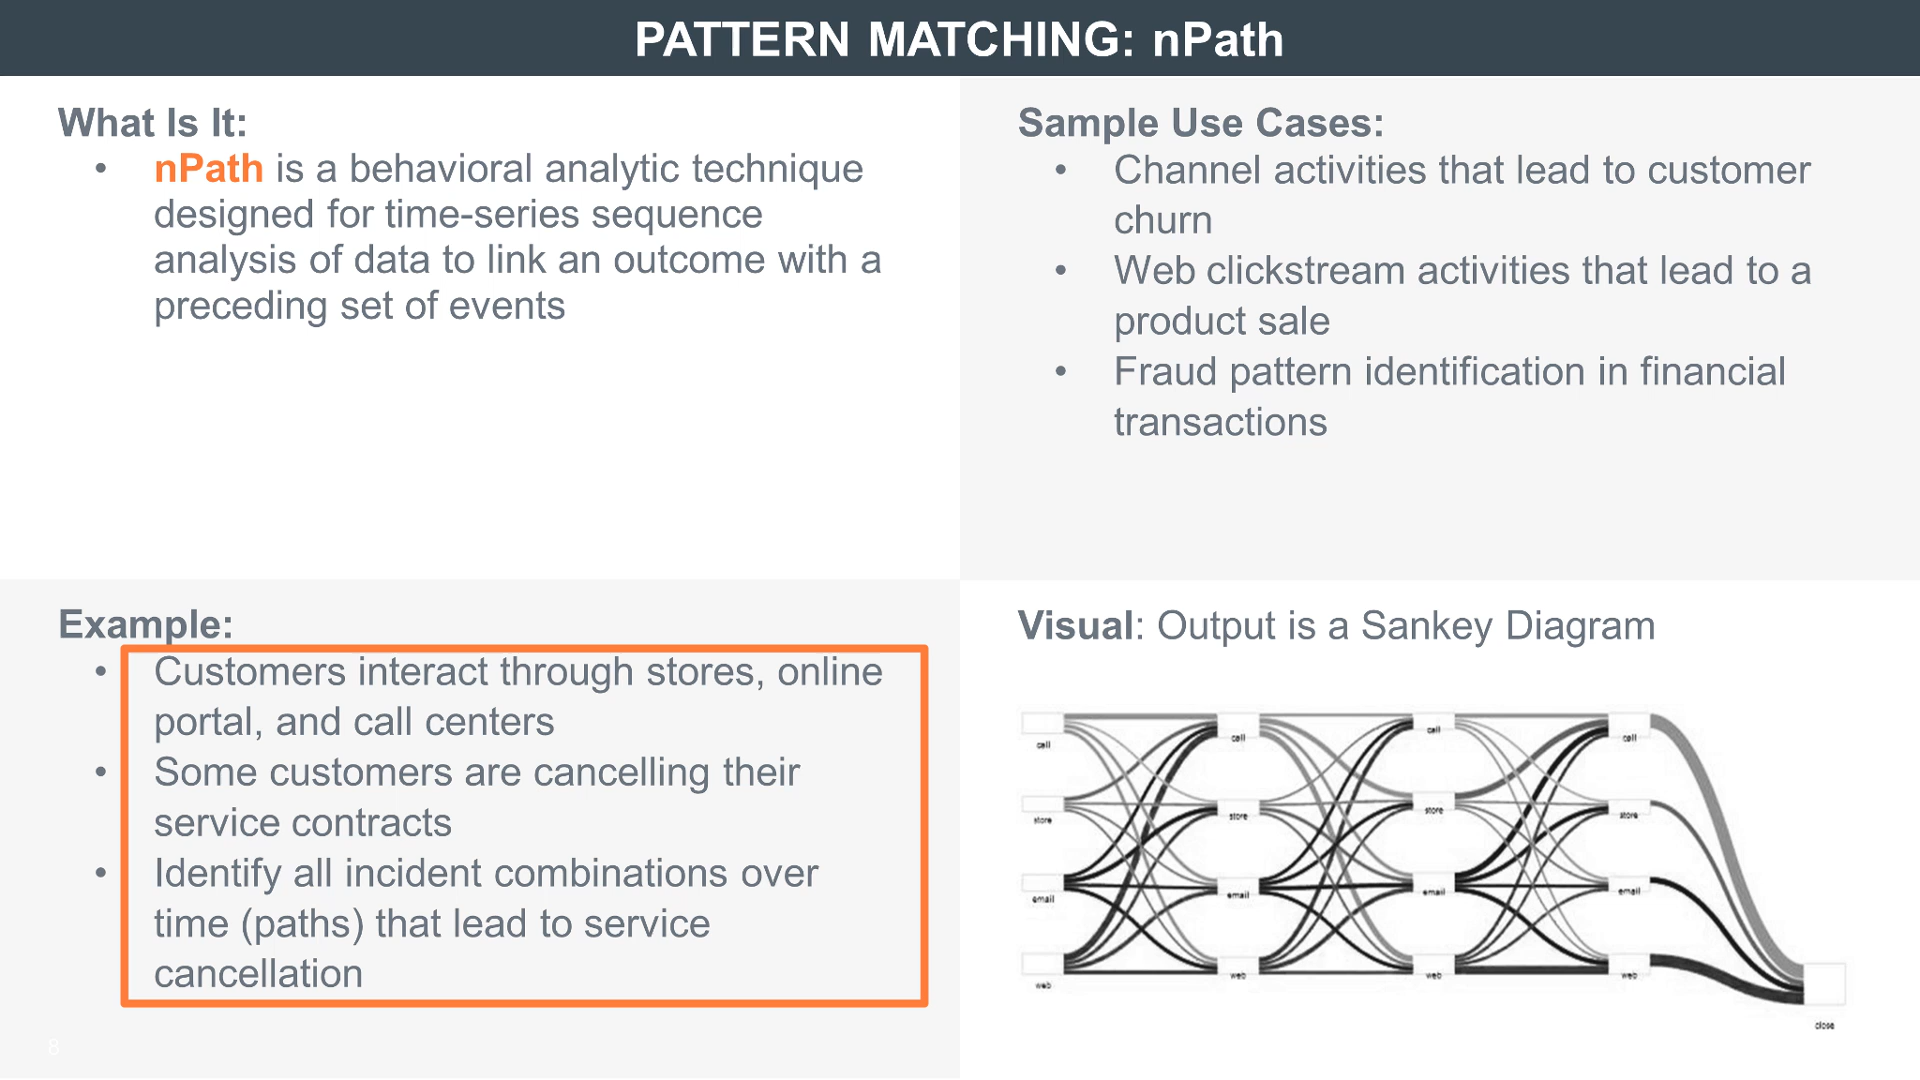 PATTERN MATCHING: nPath
What Is It:
• nPath is a behavioral analytic technique
designed for time-series sequence
analysis of data to link an outcome with a
preceding set of events
Sample Use Cases:
• Channel activities that lead to customer
churn
• Web clickstream activities that lead to a
product sale
• Fraud pattern identification in financial
transactions
Example:
• Customers interact through stores, online
portal, and call centers
• Some customers are cancelling their
service contracts
• Identify all incident combinations over
time (paths) that lead to service
cancellation
8
Visual: Output is a Sankey Diagram
call
call
call
call
store
store
store
store
email
email
email
email
web
web
web
web
close